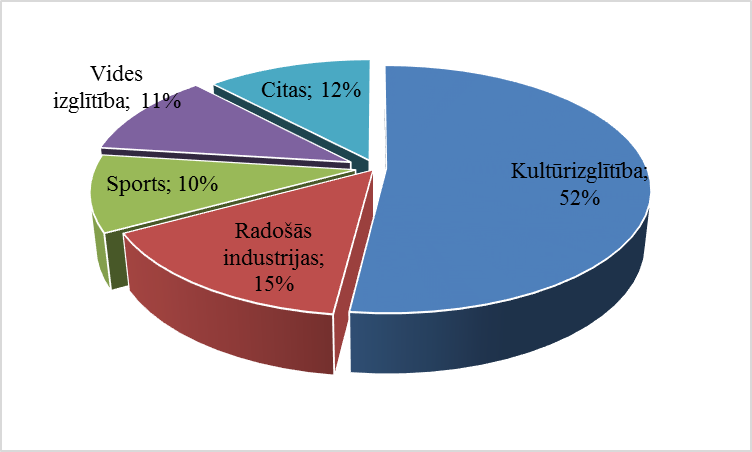 Vides
izglītība; 11%
Citas; 12%
Kultūrizglītība;
52%
Sports; 10%
Radošās
industrijas;
15%